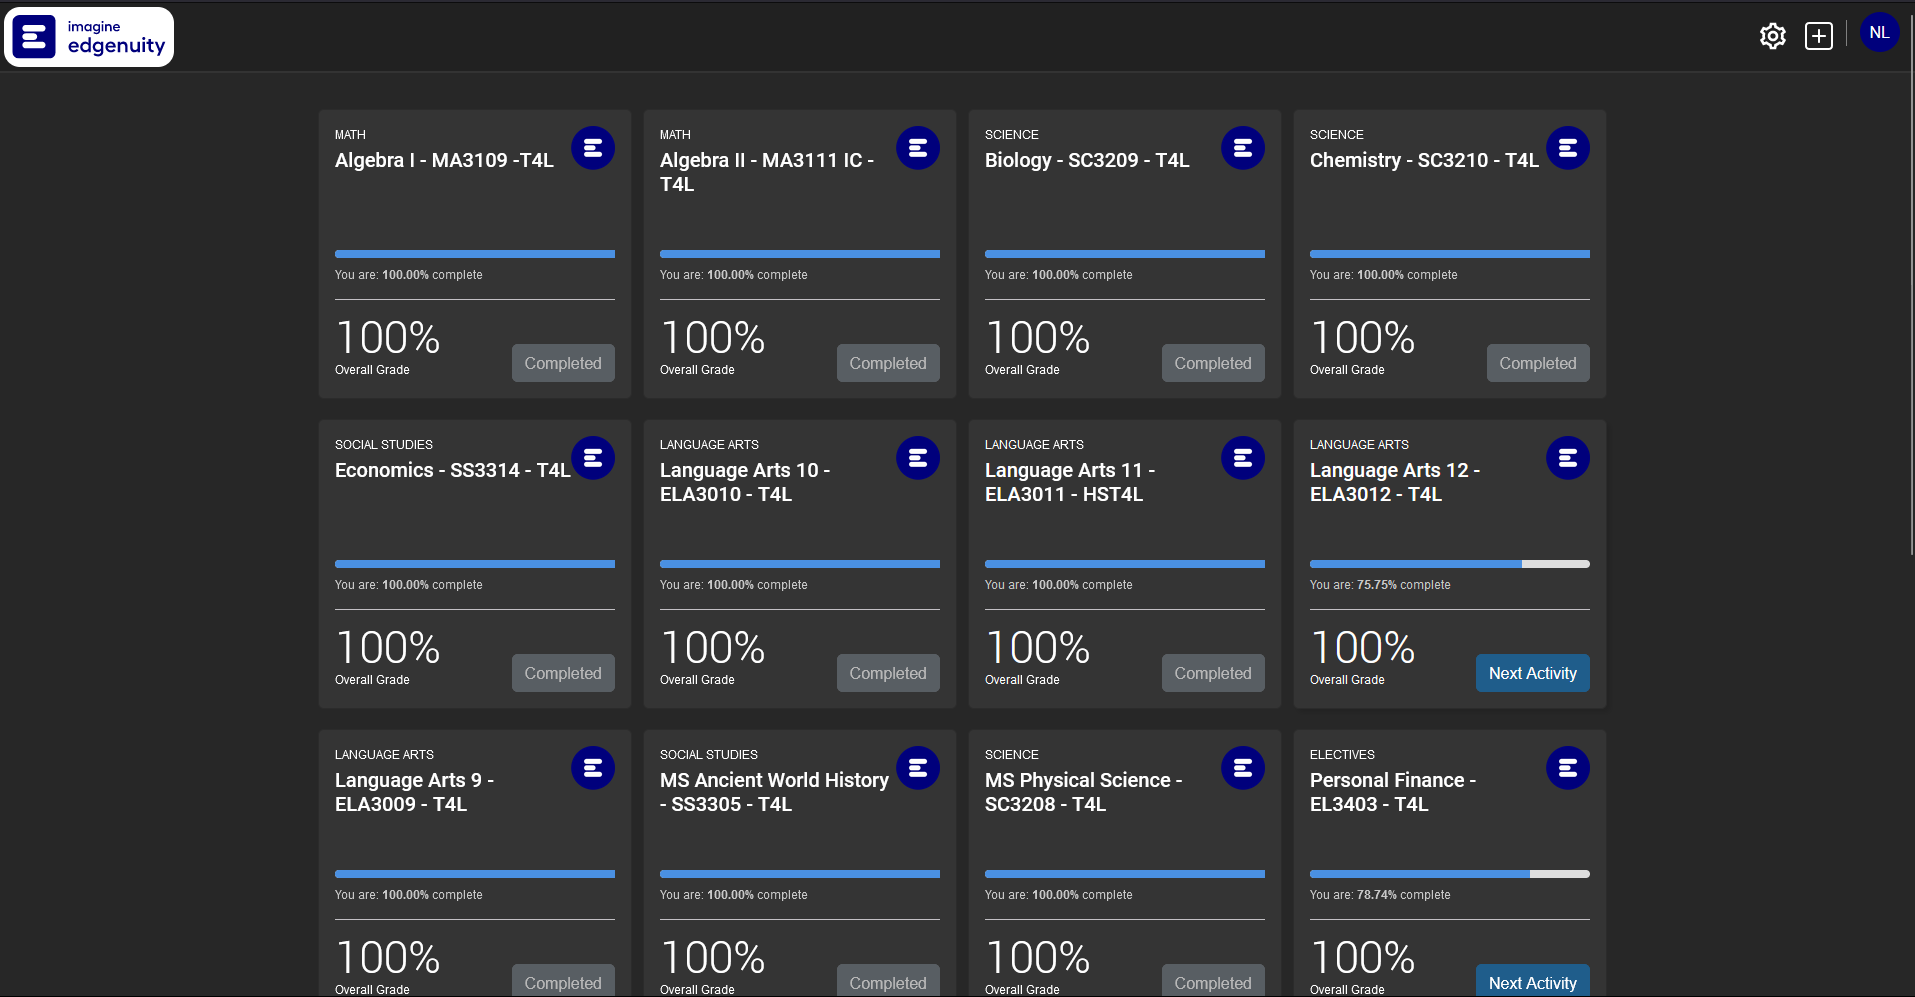 imagine
edgenuity
NL
MATH
Algebra I - MA3109 -T4L
You are: 100.00% complete
100%
Overall Grade
Completed
MATH
Algebra II - MA3111 IC -
T4L
You are: 100.00% complete
100%
Overall Grade
Completed
SCIENCE
Biology - SC3209 - T4L
You are: 100.00% complete
100%
Overall Grade
Completed
SCIENCE
Chemistry - SC3210 - T4L
You are: 100.00% complete
100%
Overall Grade
Completed
SOCIAL STUDIES
Economics - SS3314 - T4L
You are: 100.00% complete
100%
Overall Grade
Completed
LANGUAGE ARTS
Language Arts 10 -
ELA3010 - T4L
You are: 100.00% complete
100%
Overall Grade
Completed
LANGUAGE ARTS
Language Arts 11 -
ELA3011 - HST4L
You are: 100.00% complete
100%
Overall Grade
Completed
LANGUAGE ARTS
Language Arts 12 -
ELA3012 - T4L
You are: 75.75% complete
100%
Overall Grade
Next Activity
LANGUAGE ARTS
Language Arts 9 -
ELA3009 - T4L
You are: 100.00% complete
100%
Overall Grade
Completed
SOCIAL STUDIES
MS Ancient World History
- SS3305 - T4L
You are: 100.00% complete
100%
Overall Grade
Completed
SCIENCE
MS Physical Science -
SC3208 - T4L
You are: 100.00% complete
100%
Overall Grade
Completed
ELECTIVES
Personal Finance -
EL3403 - T4L
You are: 78.74% complete
100%
Overall Grade
Next Activity